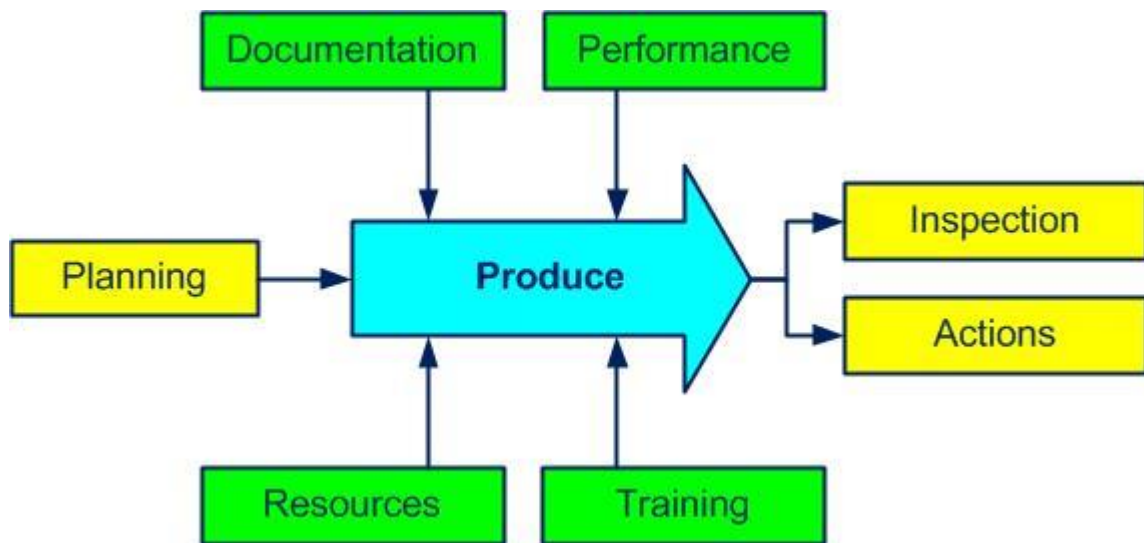 Documentation
Performance
Inspection
Planning
Produce
Actions
Resources
Training